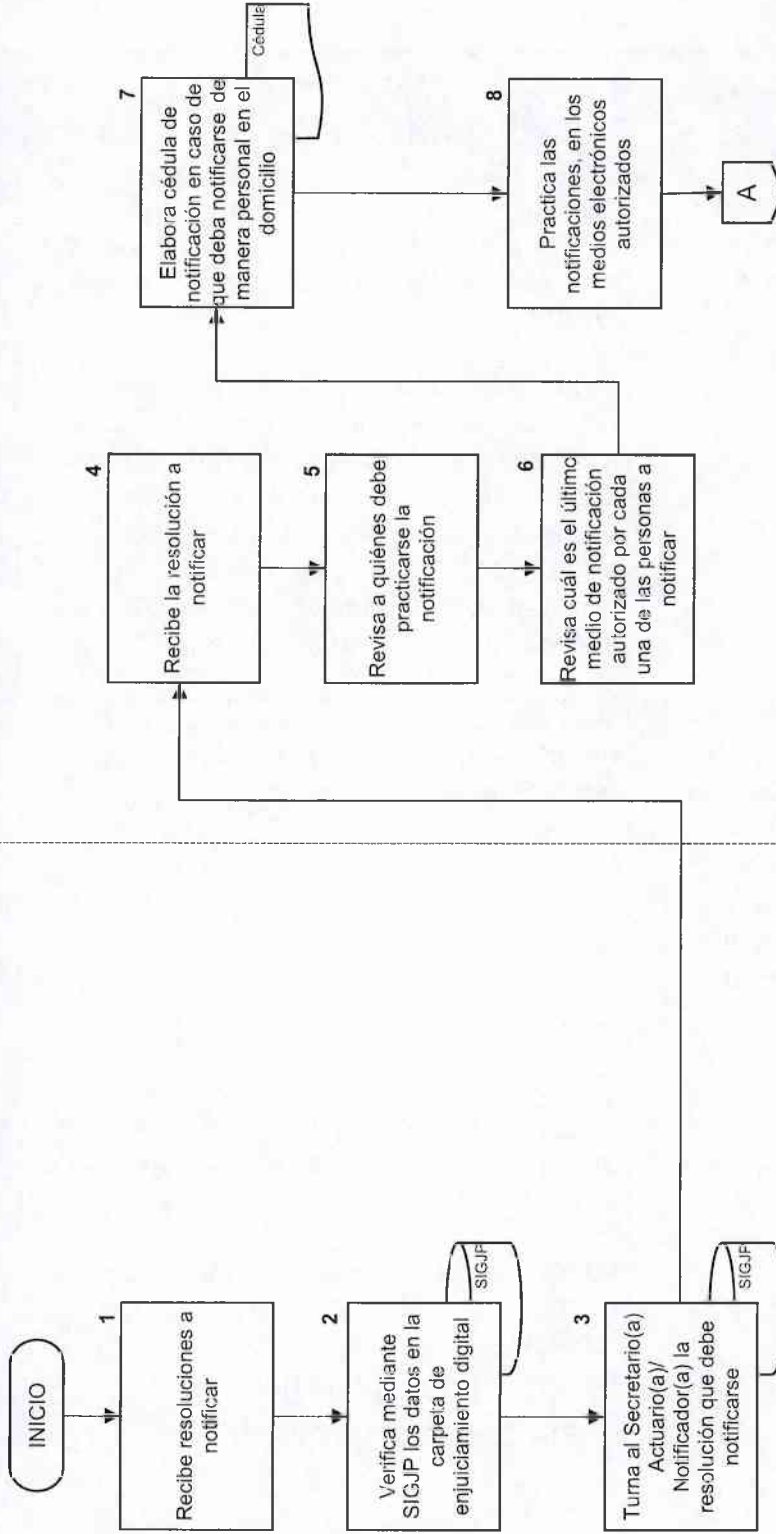 INICIO
1
Recibe resoluciones a
notificar
2
Verifica mediante
SIGJP los datos en la
carpeta de
enjuiciamiento digital
SIGJP
3
Turna al Secretario(a)
Actuario(a)/
Notificador(a) la
resolución que debe
notificarse
SIGJP
4
Recibe la resolución a
notificar
5
Revisa a quiénes debe
practicarse la
notificación
6
Revisa cuál es el último
medio de notificación
autorizado por cada
una de las personas a
notificar
7
Elabora cédula de
notificación en caso de
que deba notificarse de
manera personal en el
domicilio
Cédula
8
Practica las
notificaciones, en los
medios electrónicos
autorizados
A